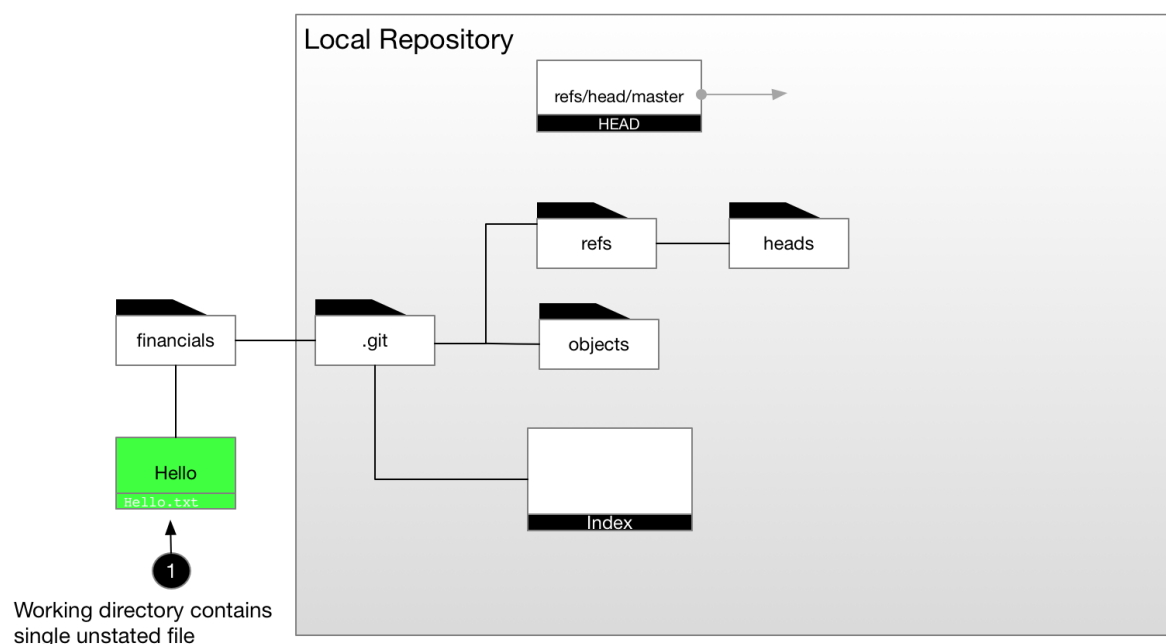 Local Repository
refs/head/master
HEAD
refs
heads
financials
.git
objects
Hello
Hello.txt
Index
1
Working directory contains
single unstated file